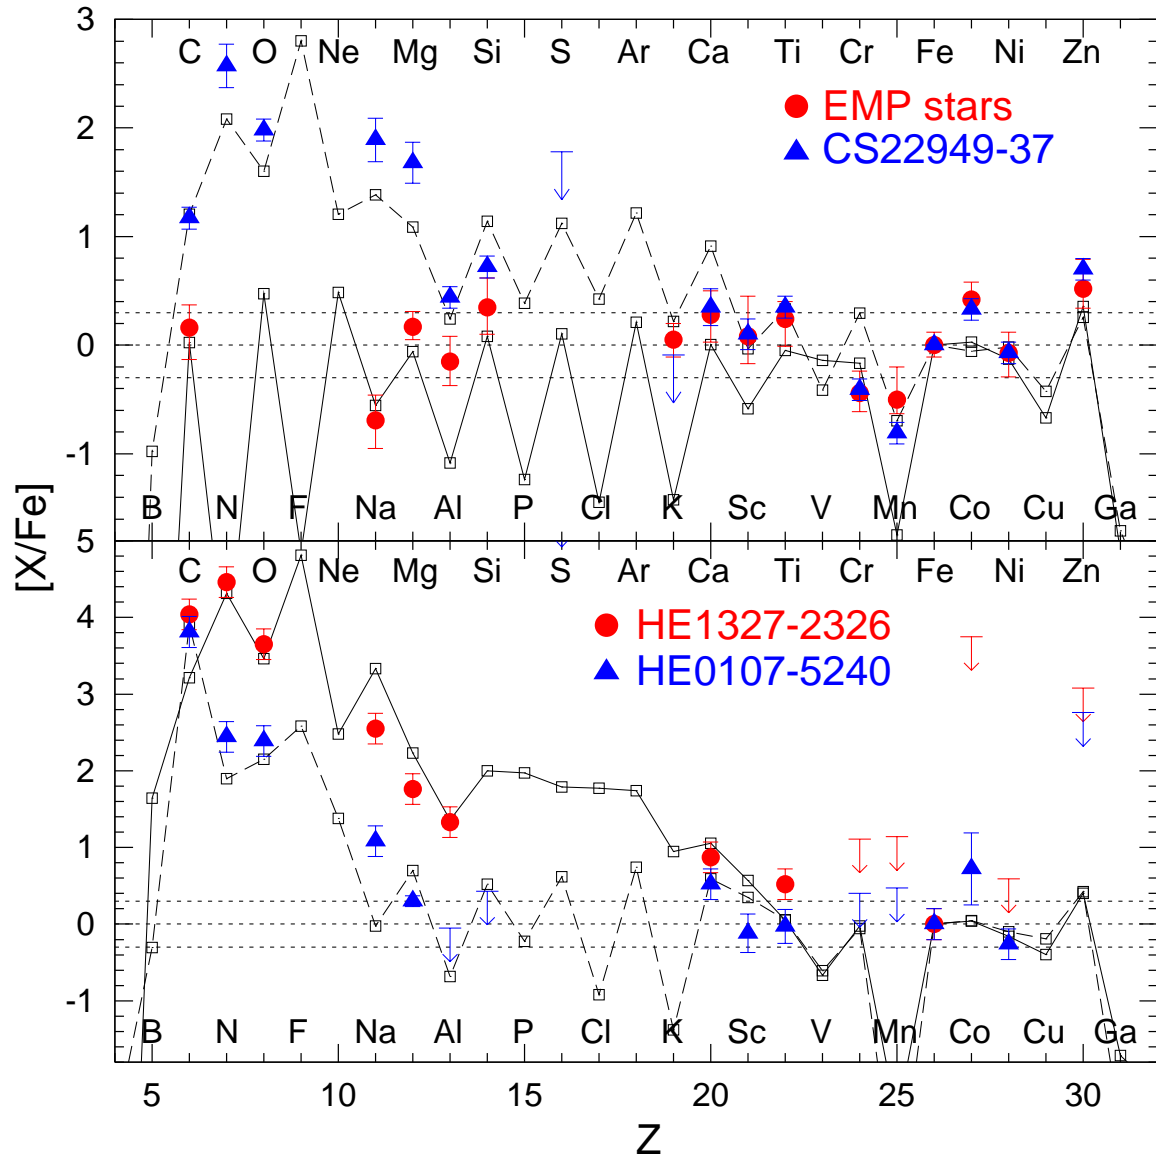 3
C O Ne Mg Si S Ar Ca Ti Cr Fe Ni Zn
EMP stars
2
CS22949-37
1
0
-1
B N F Na Al P Cl K Sc V Mn Co Cu Ga
[X/Fe]
5
C O Ne Mg Si S Ar Ca Ti Cr Fe Ni Zn
4
HE1327-2326
HE0107-5240
3
2
1
0
-1
B N F Na Al P Cl K Sc V Mn Co Cu Ga
5 10 15 20 25 30
Z